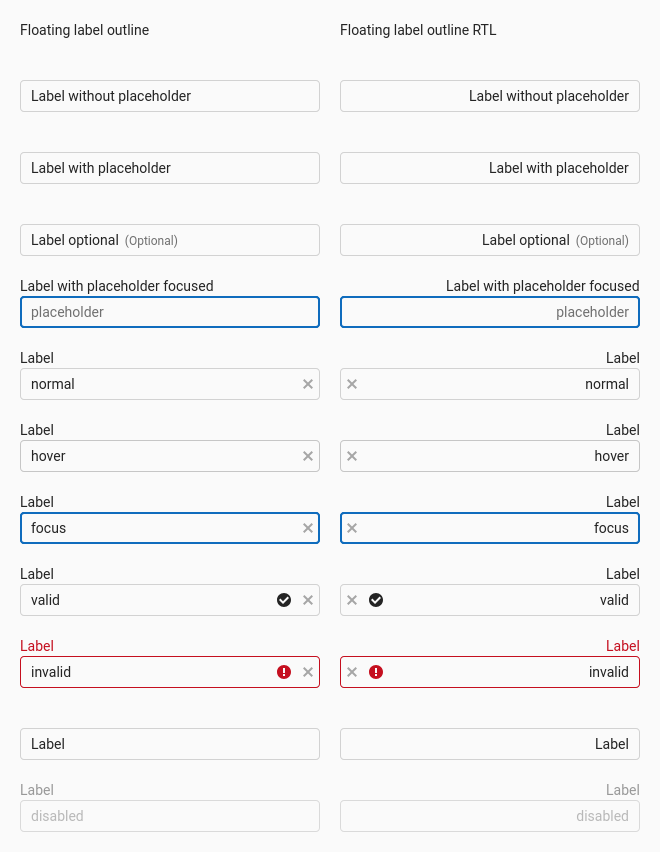 Floating label outline Floating label outline RTL
Label without placeholder Label without placeholder
Label with placeholder Label with placeholder
Label optional (Optional) Label optional (Optional)
Label with placeholder focused Label with placeholder focused
placeholder placeholder
Label Label
normal normal
Label Label
hover hover
Label Label
focus focus
Label Label
valid valid
Label Label
invalid invalid
Label Label
Label Label
disabled disabled